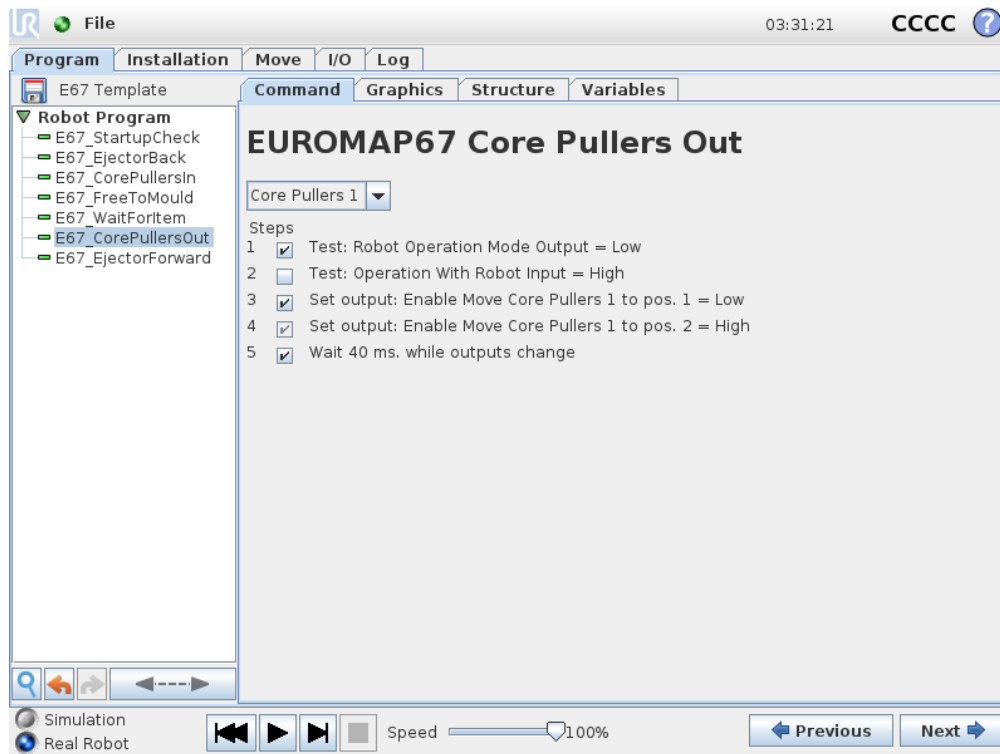 UR File 03:31:21 CCCC ?
Program Installation Move I/O Log
E67 Template Command Graphics Structure Variables
Robot Program
E67_StartupCheck
E67_EjectorBack
E67_CorePullersIn
E67_FreeToMould
E67_WaitForItem
E67_CorePullersOut
E67_EjectorForward
EUROMAP67 Core Pullers Out
Core Pullers 1
Steps
1 Test: Robot Operation Mode Output = Low
2 Test: Operation With Robot Input = High
3 Set output: Enable Move Core Pullers 1 to pos. 1 = Low
4 Set output: Enable Move Core Pullers 1 to pos. 2 = High
5 Wait 40 ms. while outputs change
Simulation
Real Robot
Speed 100%
Previous Next